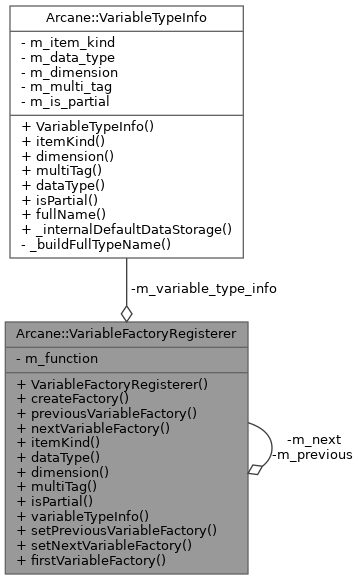 Arcane::VariableTypeInfo
- m_item_kind
- m_data_type
- m_dimension
- m_multi_tag
- m_is_partial
+ VariableTypeInfo()
+ itemKind()
+ dimension()
+ multiTag()
+ dataType()
+ isPartial()
+ fullName()
+ _internalDefaultDataStorage()
- _buildFullTypeName()
-m_variable_type_info
Arcane::VariableFactoryRegisterer
- m_function
+ VariableFactoryRegisterer()
+ createFactory()
+ previousVariableFactory()
+ nextVariableFactory()
+ itemKind()
+ dataType()
+ dimension()
+ multiTag()
+ isPartial()
+ variableTypeInfo()
+ setPreviousVariableFactory()
+ setNextVariableFactory()
+ firstVariableFactory()
-m_next
-m_previous